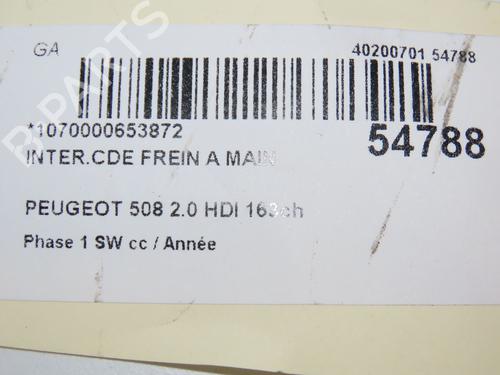 GA
40200701 54788
*1070000653872
54788
INTER.CDE FREIN A MAIN
PEUGEOT 508 2.0 HDI 163ch
Phase 1 SW cc / Année
B-PARTS